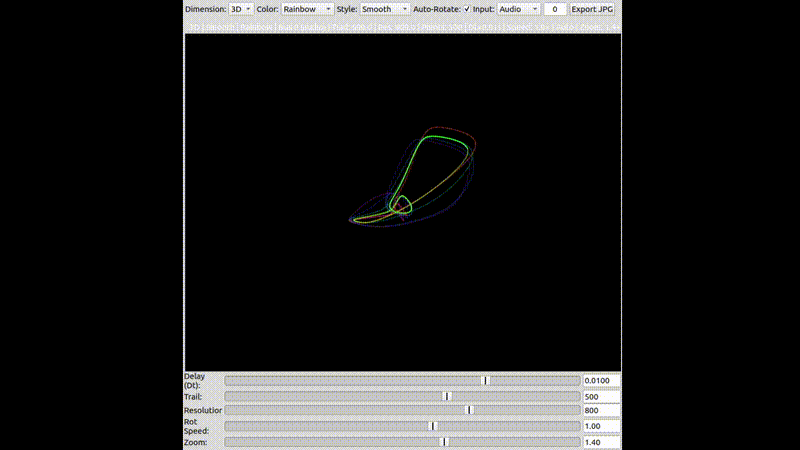 Dimension: 3D Color: Rainbow Style: Smooth Auto-Rotate: Input: Audio 0 Export JPG
3D | Smooth | Rainbow |
Delay (Dt): 0.0100
Trail: 500
Resolution 800
Rot Speed: 1.00
Zoom: 1.40